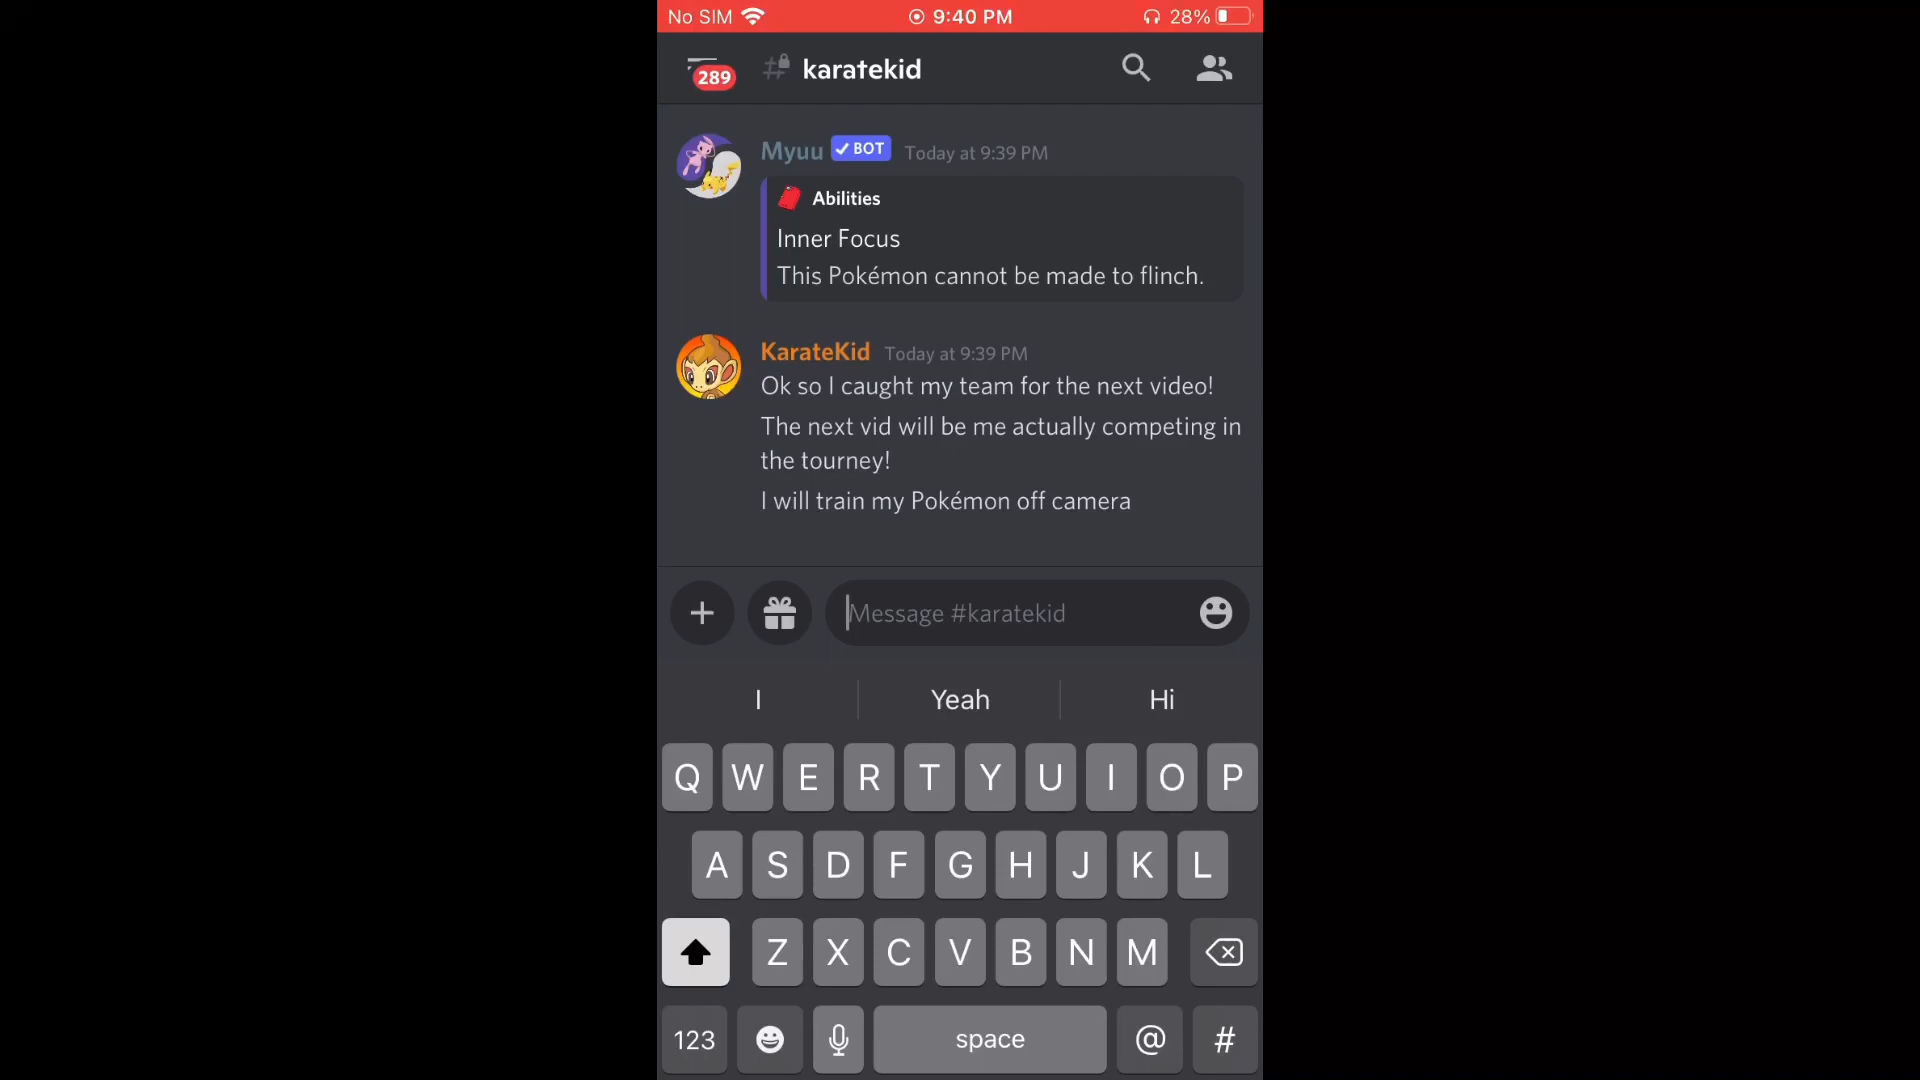 No SIM 9:40 PM 28%
289 karatekid
Myuu BOT Today at 9:39 PM
Abilities
Inner Focus
This Pokémon cannot be made to flinch.
KarateKid Today at 9:39 PM
Ok so I caught my team for the next video!
The next vid will be me actually competing in
the tourney!
I will train my Pokémon off camera
Message #karatekid
I Yeah Hi
Q W E R T Y U I O P
A S D F G H J K L
Z X C V B N M
123 space @ #